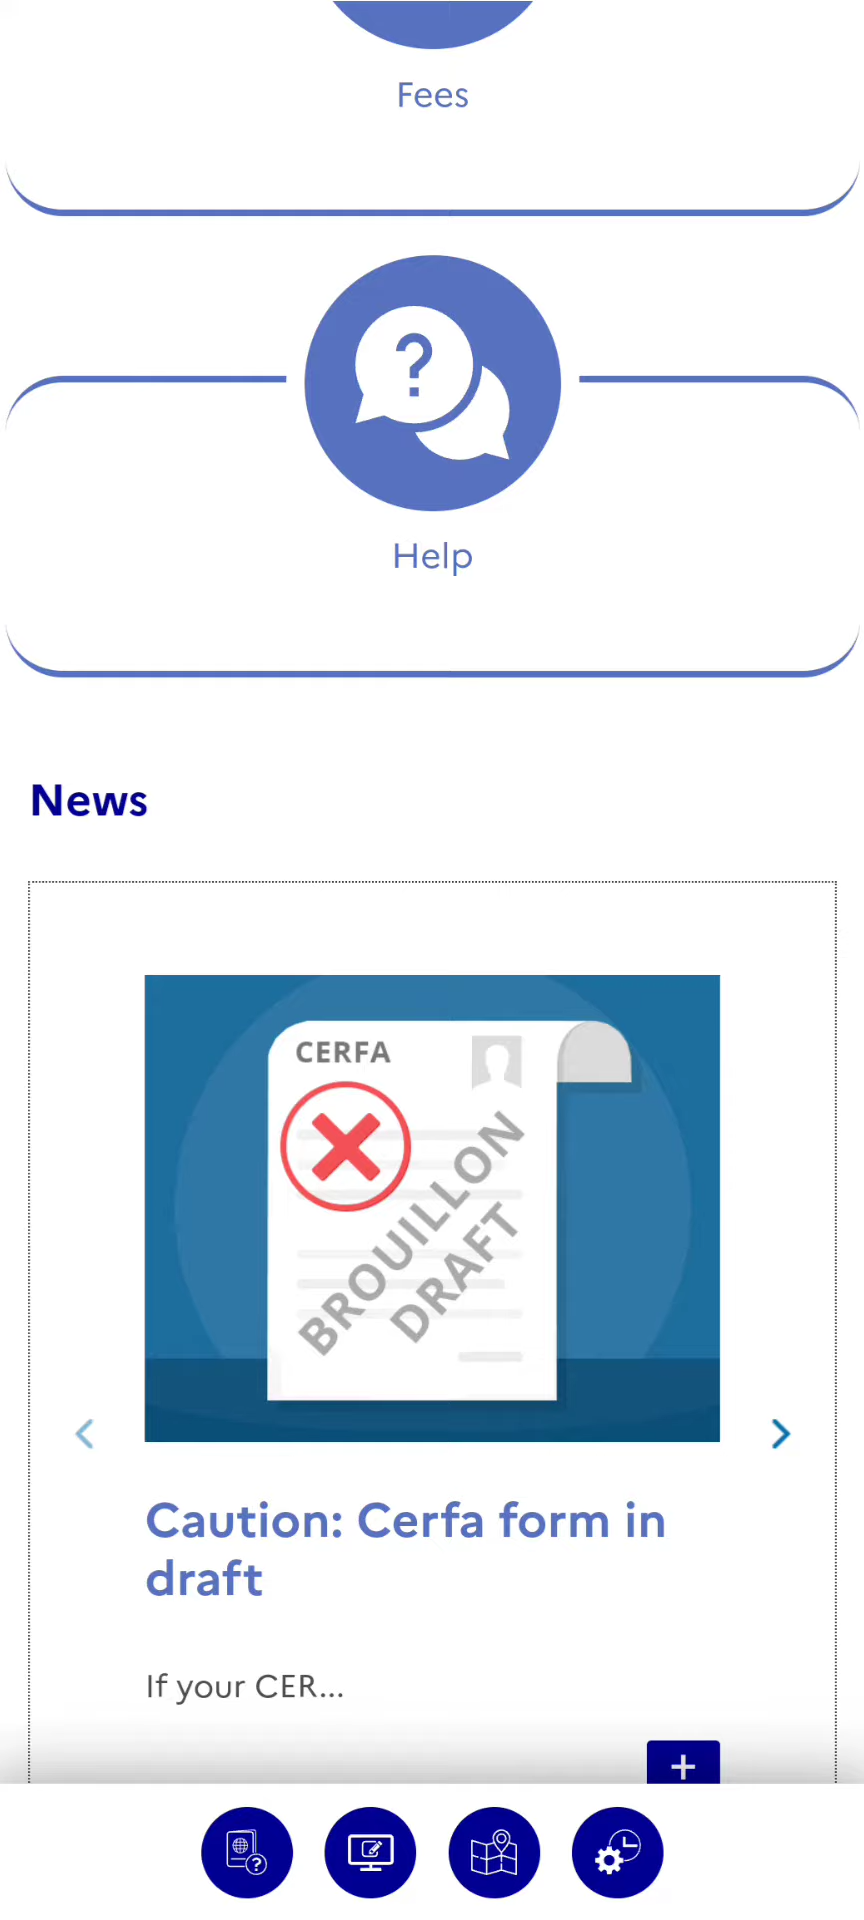 Fees
Help
News
CERFA
BROUILLON
DRAFT
Caution: Cerfa form in
draft
If your CER...